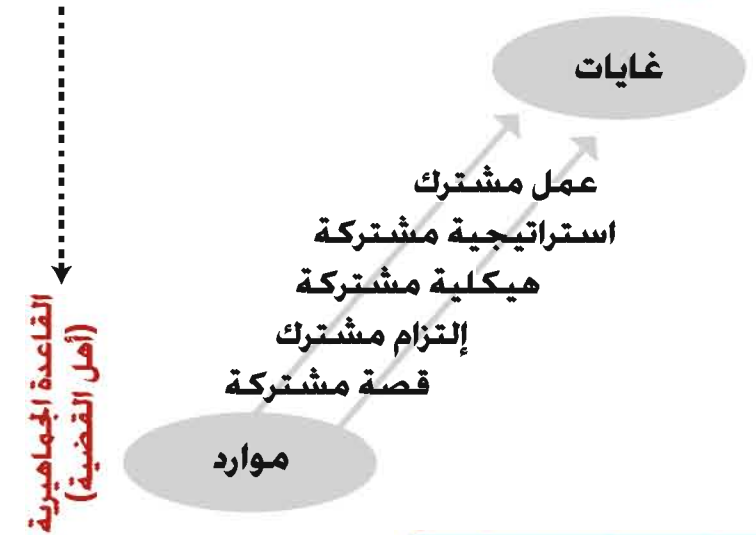 غايات
عمل مشترك
استراتيجية مشتركة
هيكلية مشتركة
إلتزام مشترك
قصة مشتركة
موارد
القاعدة الجماهيرية
(أهل القضية)